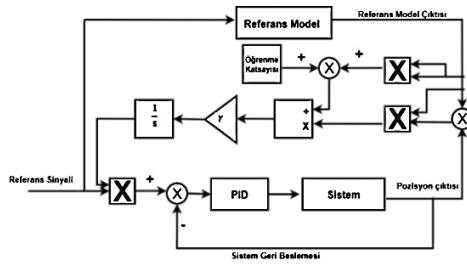 Referans Model
Referans Model Çıktısı
Öğrenme
Katsayısı
+
X
+
X
1
s
γ
+
X
X
X
Referans Sinyali
X
+
X
PID
Sistem
Pozisyon çıktısı
-
Sistem Geri Beslemesi